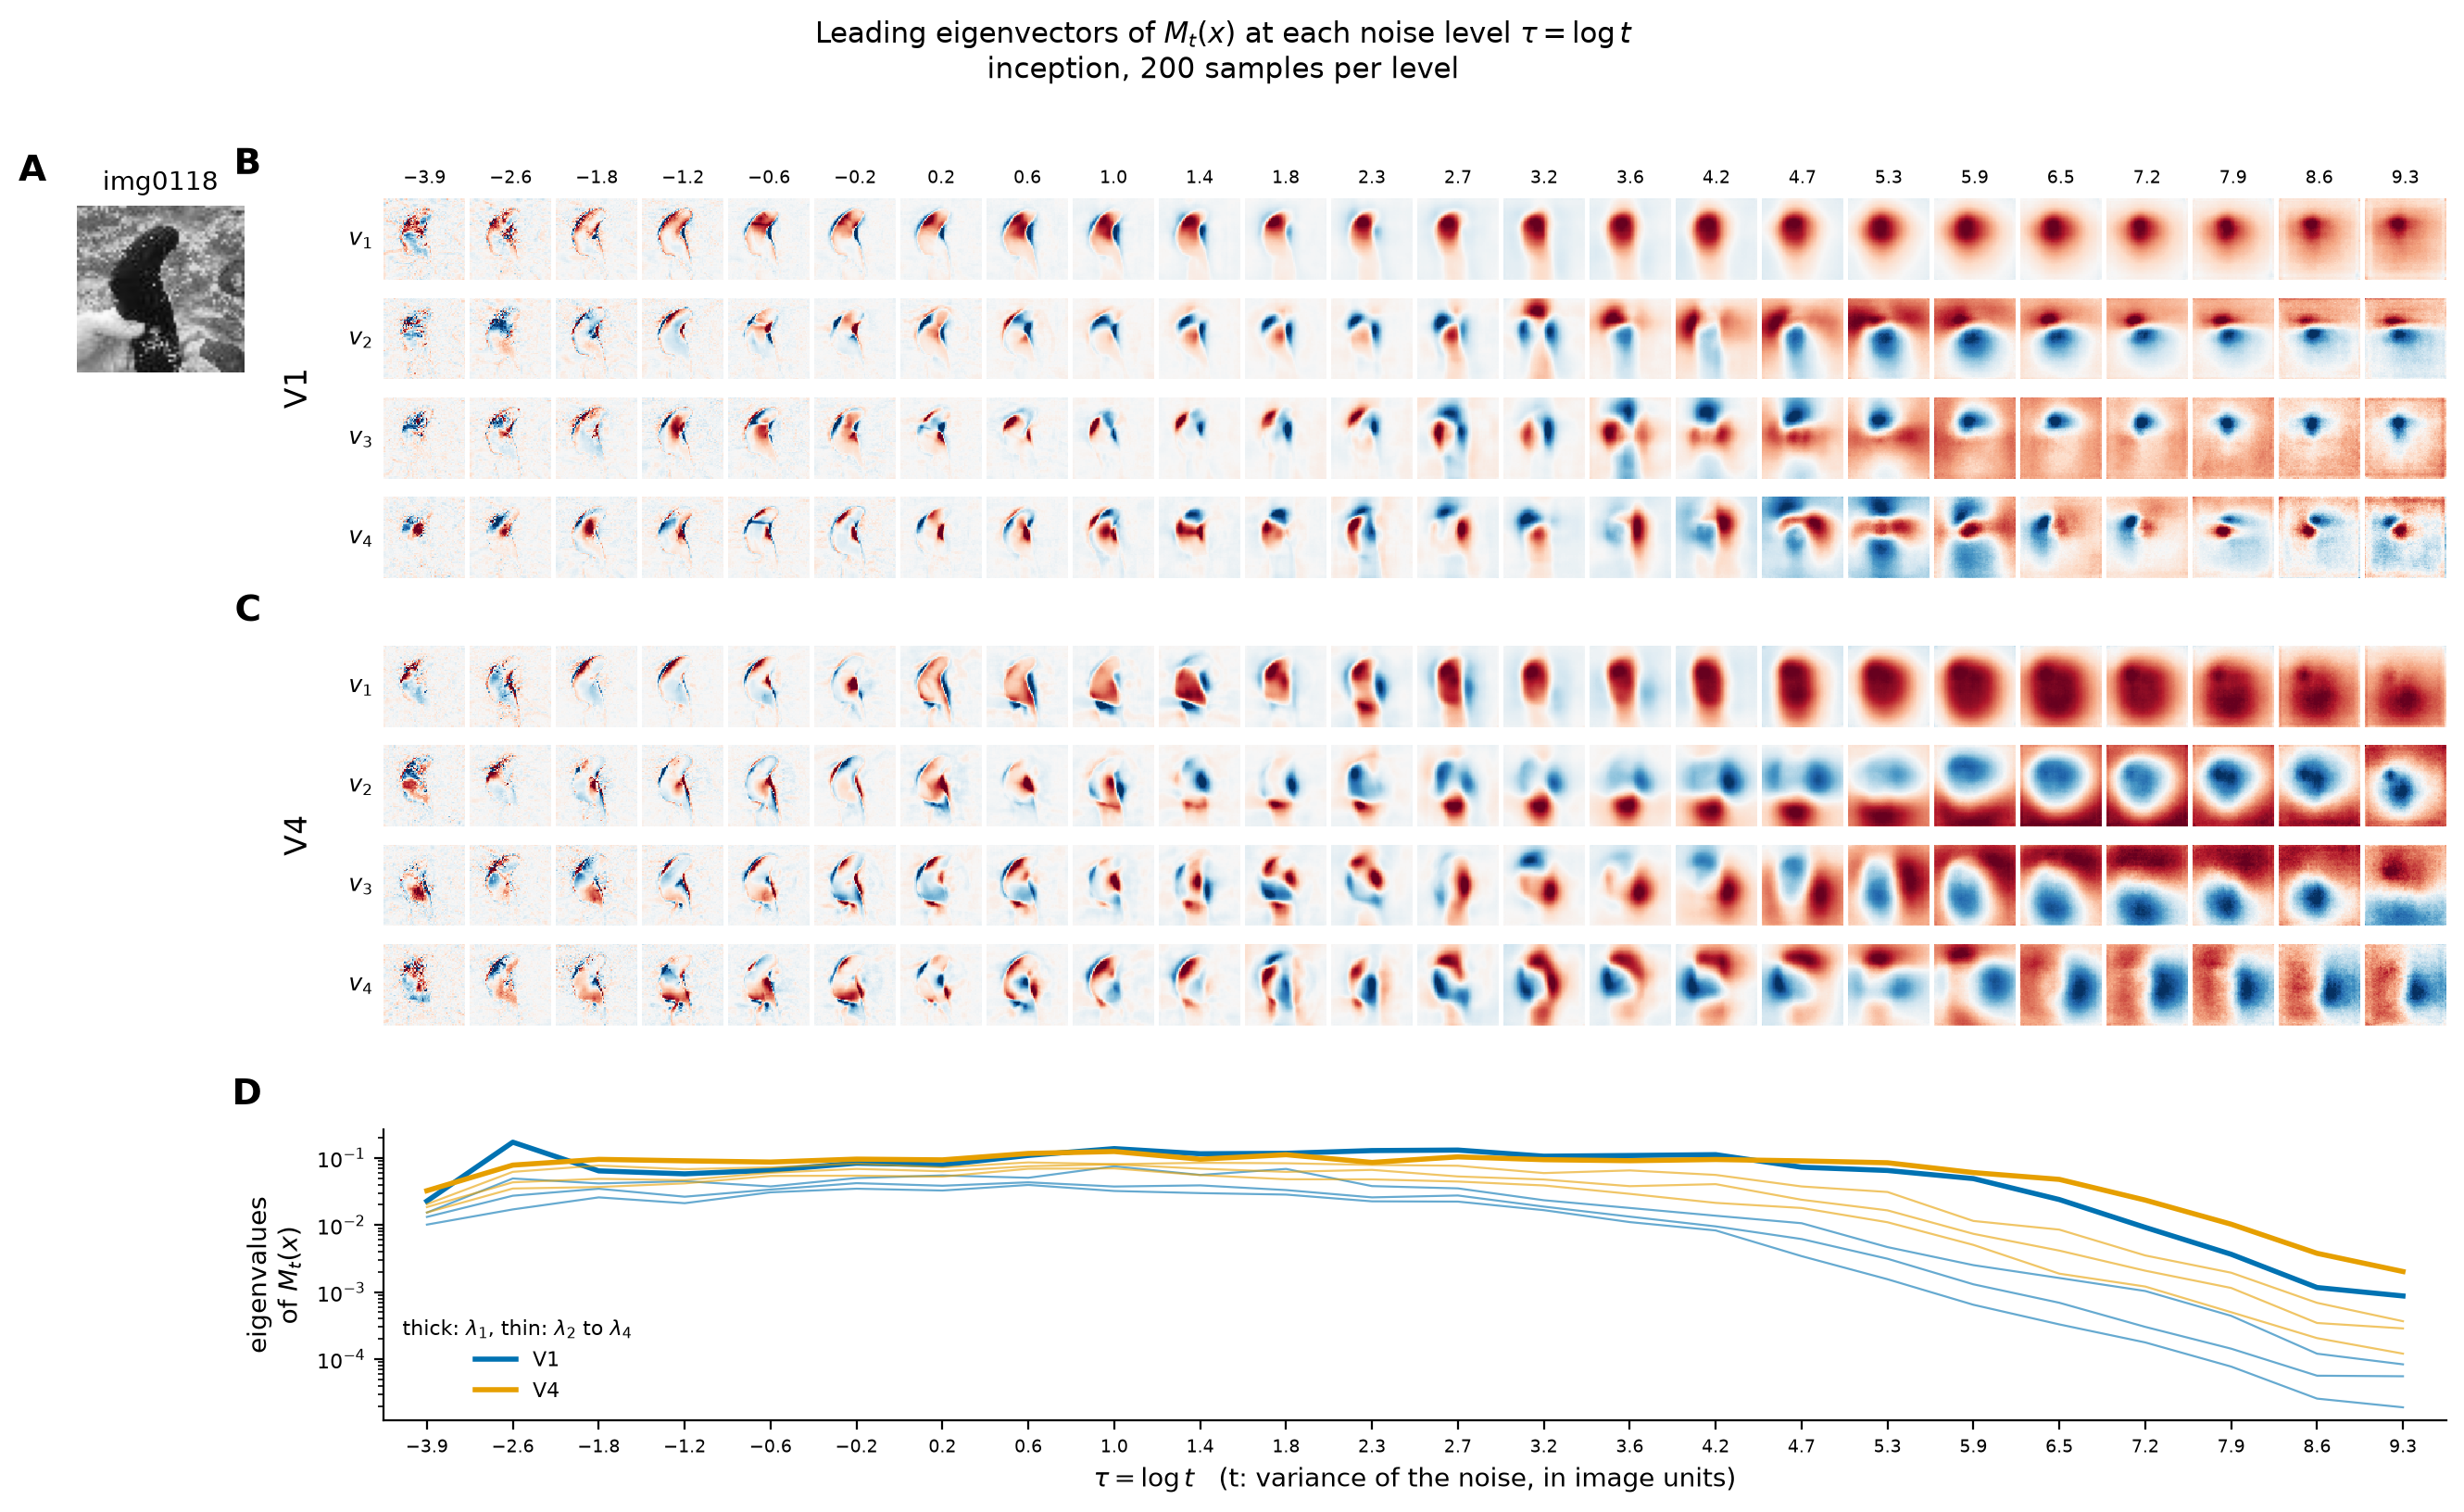 Leading eigenvectors of M_t(x) at each noise level τ = log t
inception, 200 samples per level
A
img0118
B
−3.9 −2.6 −1.8 −1.2 −0.6 −0.2 0.2 0.6 1.0 1.4 1.8 2.3 2.7 3.2 3.6 4.2 4.7 5.3 5.9 6.5 7.2 7.9 8.6 9.3
V1
v₁
v₂
v₃
v₄
C
V4
v₁
v₂
v₃
v₄
D
eigenvalues
of M_t(x)
10⁻¹
10⁻²
10⁻³
10⁻⁴
thick: λ₁, thin: λ₂ to λ₄
V1
V4
−3.9 −2.6 −1.8 −1.2 −0.6 −0.2 0.2 0.6 1.0 1.4 1.8 2.3 2.7 3.2 3.6 4.2 4.7 5.3 5.9 6.5 7.2 7.9 8.6 9.3
τ = log t (t: variance of the noise, in image units)